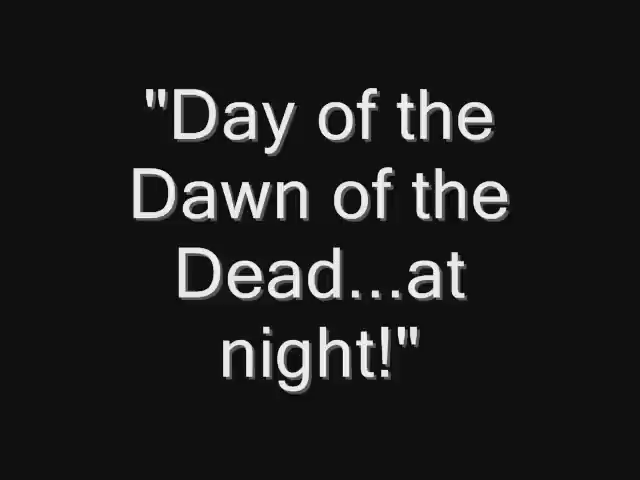 "Day of the
Dawn of the
Dead...at
night!"